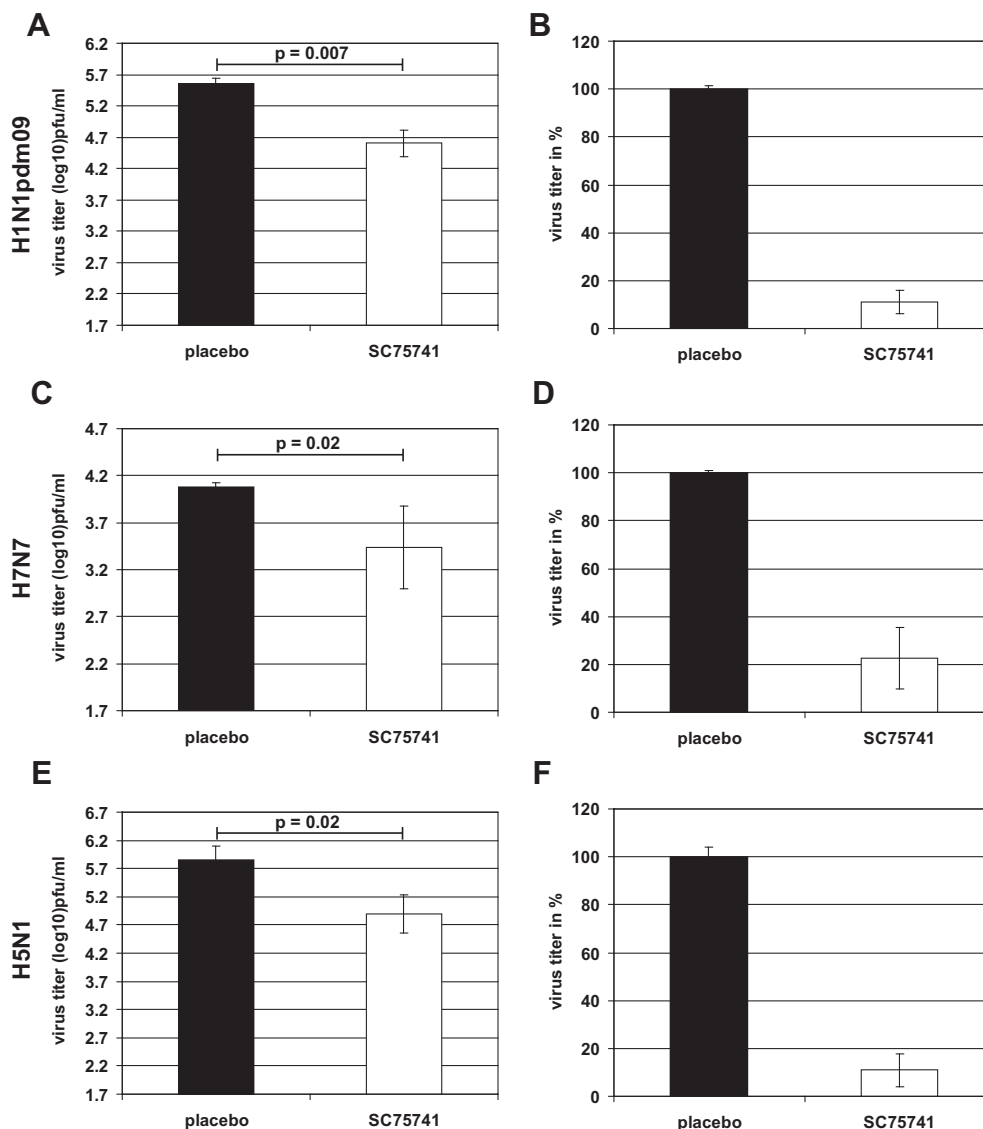 A
H1N1pdm09
virus titer (log10)pfu/ml
6.2
5.7
5.2
4.7
4.2
3.7
3.2
2.7
2.2
1.7
p = 0.007
placebo
SC75741
B
virus titer in %
120
100
80
60
40
20
0
placebo
SC75741
C
H7N7
virus titer (log10)pfu/ml
4.7
4.2
3.7
3.2
2.7
2.2
1.7
p = 0.02
placebo
SC75741
D
virus titer in %
120
100
80
60
40
20
0
placebo
SC75741
E
H5N1
virus titer (log10)pfu/ml
6.7
6.2
5.7
5.2
4.7
4.2
3.7
3.2
2.7
2.2
1.7
p = 0.02
placebo
SC75741
F
virus titer in %
120
100
80
60
40
20
0
placebo
SC75741